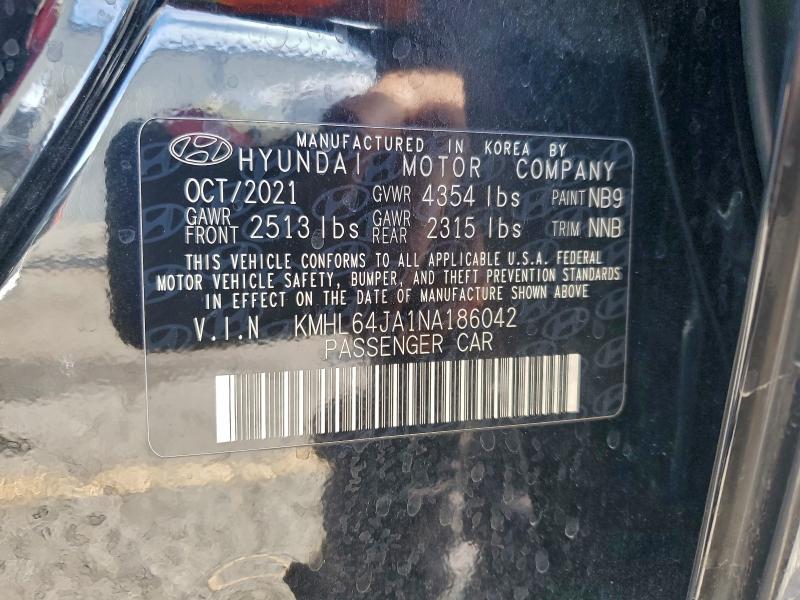 MANUFACTURED IN KOREA BY
HYUNDAI MOTOR COMPANY
OCT/2021 GVWR 4354 lbs PAINT NB9
GAWR FRONT 2513 lbs GAWR REAR 2315 lbs TRIM NNB
THIS VEHICLE CONFORMS TO ALL APPLICABLE U.S.A. FEDERAL
MOTOR VEHICLE SAFETY, BUMPER, AND THEFT PREVENTION STANDARDS
IN EFFECT ON THE DATE OF MANUFACTURE SHOWN ABOVE
V.I.N KMHL64JA1NA186042
PASSENGER CAR